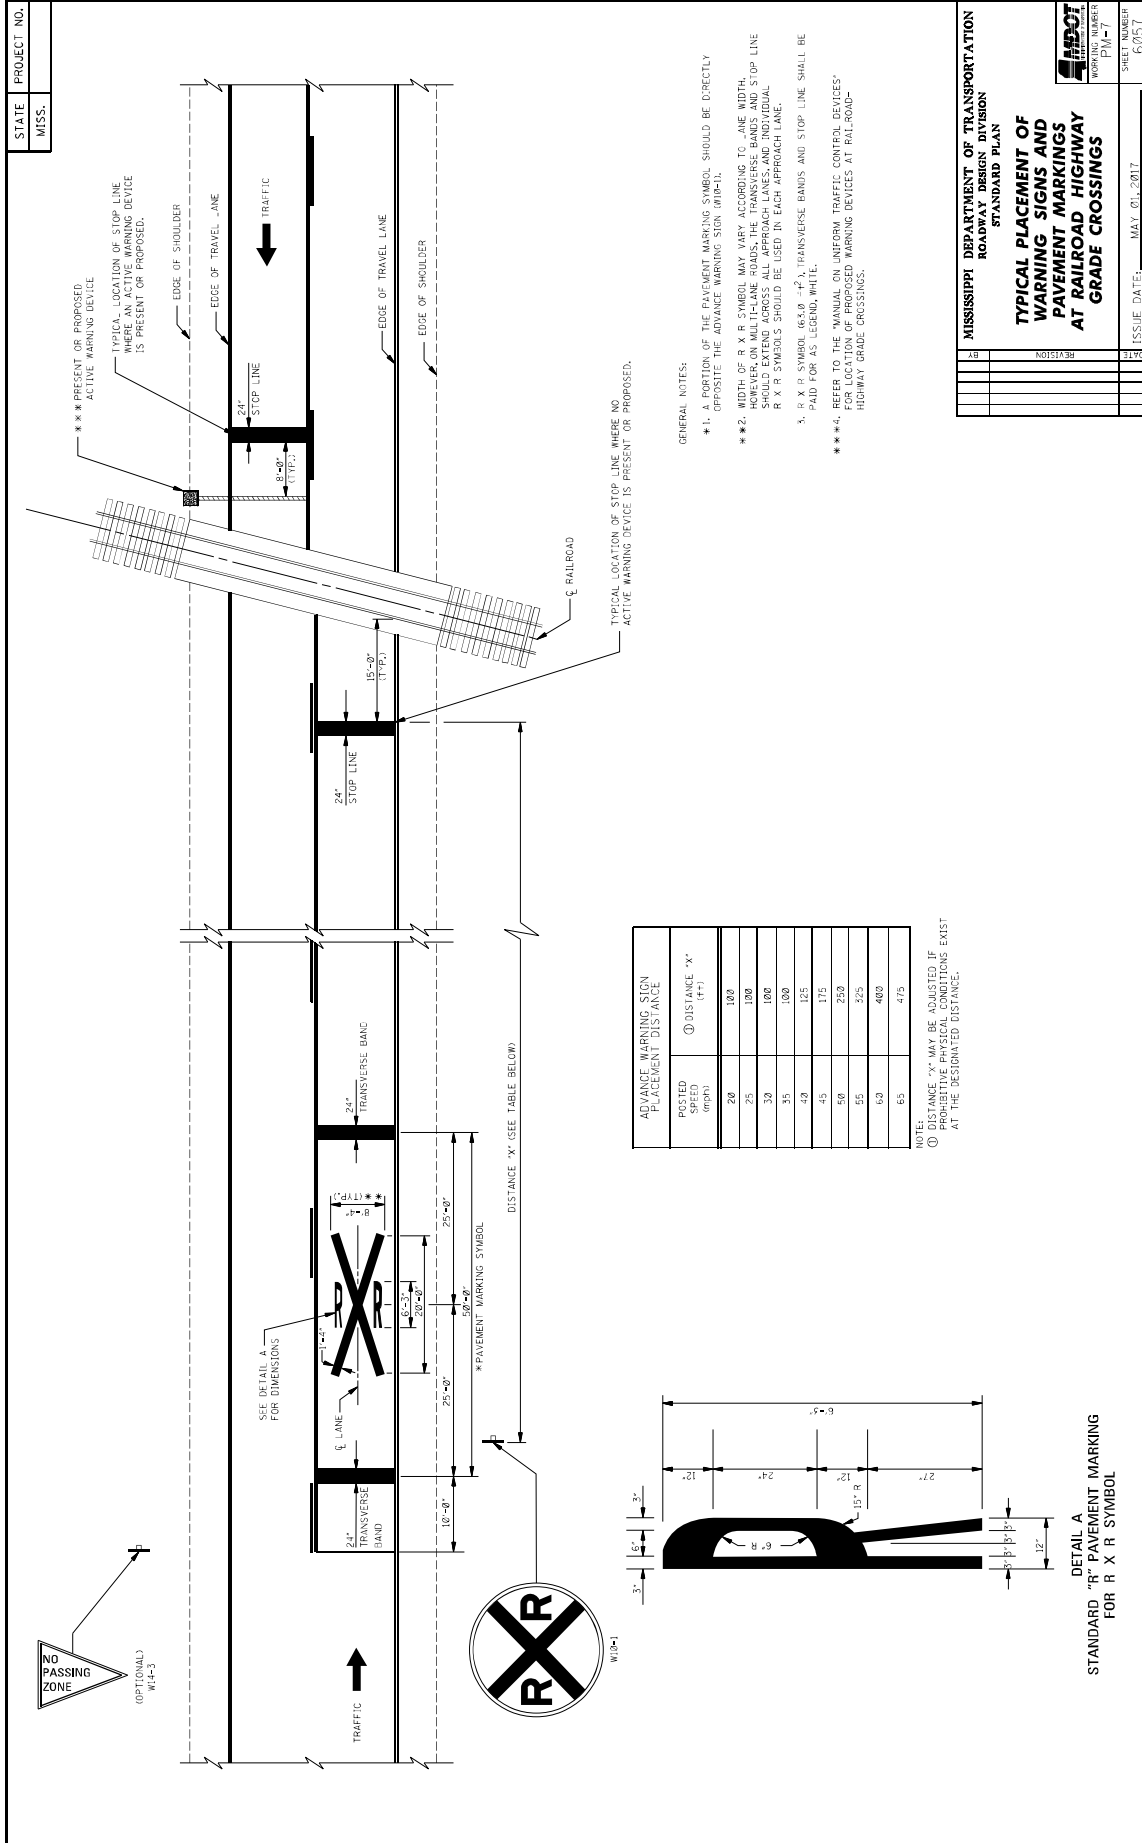 STATE PROJECT NO.
MISS.
* * * PRESENT OR PROPOSED
ACTIVE WARNING DEVICE
TYPICAL LOCATION OF STOP LINE
WHERE AN ACTIVE WARNING DEVICE
IS PRESENT OR PROPOSED.
EDGE OF SHOULDER
EDGE OF TRAVEL LANE
TRAFFIC
EDGE OF TRAVEL LANE
EDGE OF SHOULDER
24"
STOP LINE
8'-0"
(TYP.)
℄ RAILROAD
15'-0"
(TYP.)
24"
STOP LINE
TYPICAL LOCATION OF STOP LINE WHERE NO
ACTIVE WARNING DEVICE IS PRESENT OR PROPOSED.
24"
TRANSVERSE BAND
SEE DETAIL A
FOR DIMENSIONS
1'-4"
℄ LANE
8'-4"
* * (TYP.)
6'-3"
20'-0"
25'-0"
25'-0"
50'-0"
* PAVEMENT MARKING SYMBOL
DISTANCE "X" (SEE TABLE BELOW)
24"
TRANSVERSE
BAND
10'-0"
R R
NO
PASSING
ZONE
(OPTIONAL)
W14-3
TRAFFIC
R R
W10-1
GENERAL NOTES:
* 1. A PORTION OF THE PAVEMENT MARKING SYMBOL SHOULD BE DIRECTLY
OPPOSITE THE ADVANCE WARNING SIGN (W10-1).
* * 2. WIDTH OF R X R SYMBOL MAY VARY ACCORDING TO LANE WIDTH.
HOWEVER, ON MULTI-LANE ROADS, THE TRANSVERSE BANDS AND STOP LINE
SHOULD EXTEND ACROSS ALL APPROACH LANES, AND INDIVIDUAL
R X R SYMBOLS SHOULD BE USED IN EACH APPROACH LANE.
3. R X R SYMBOL (63.0 ft²), TRANSVERSE BANDS AND STOP LINE SHALL BE
PAID FOR AS LEGEND, WHITE.
* * * 4. REFER TO THE "MANUAL ON UNIFORM TRAFFIC CONTROL DEVICES"
FOR LOCATION OF PROPOSED WARNING DEVICES AT RAILROAD-
HIGHWAY GRADE CROSSINGS.
ADVANCE WARNING SIGN
PLACEMENT DISTANCE
POSTED
SPEED
(mph)
① DISTANCE "X"
(ft)
20 100
25 100
30 100
35 100
40 125
45 175
50 250
55 325
60 400
65 475
NOTE:
① DISTANCE "X" MAY BE ADJUSTED IF
PROHIBITIVE PHYSICAL CONDITIONS EXIST
AT THE DESIGNATED DISTANCE.
3" 6" 3"
6" R
15" R
12"
24"
12"
27"
6'-3"
3" 3" 3" 3"
12"
DETAIL A
STANDARD "R" PAVEMENT MARKING
FOR R X R SYMBOL
BY
REVISION
DATE
MISSISSIPPI DEPARTMENT OF TRANSPORTATION
ROADWAY DESIGN DIVISION
STANDARD PLAN
TYPICAL PLACEMENT OF
WARNING SIGNS AND
PAVEMENT MARKINGS
AT RAILROAD HIGHWAY
GRADE CROSSINGS
MDOT
WORKING NUMBER
PM-7
SHEET NUMBER
6057
ISSUE DATE: MAY 01, 2017